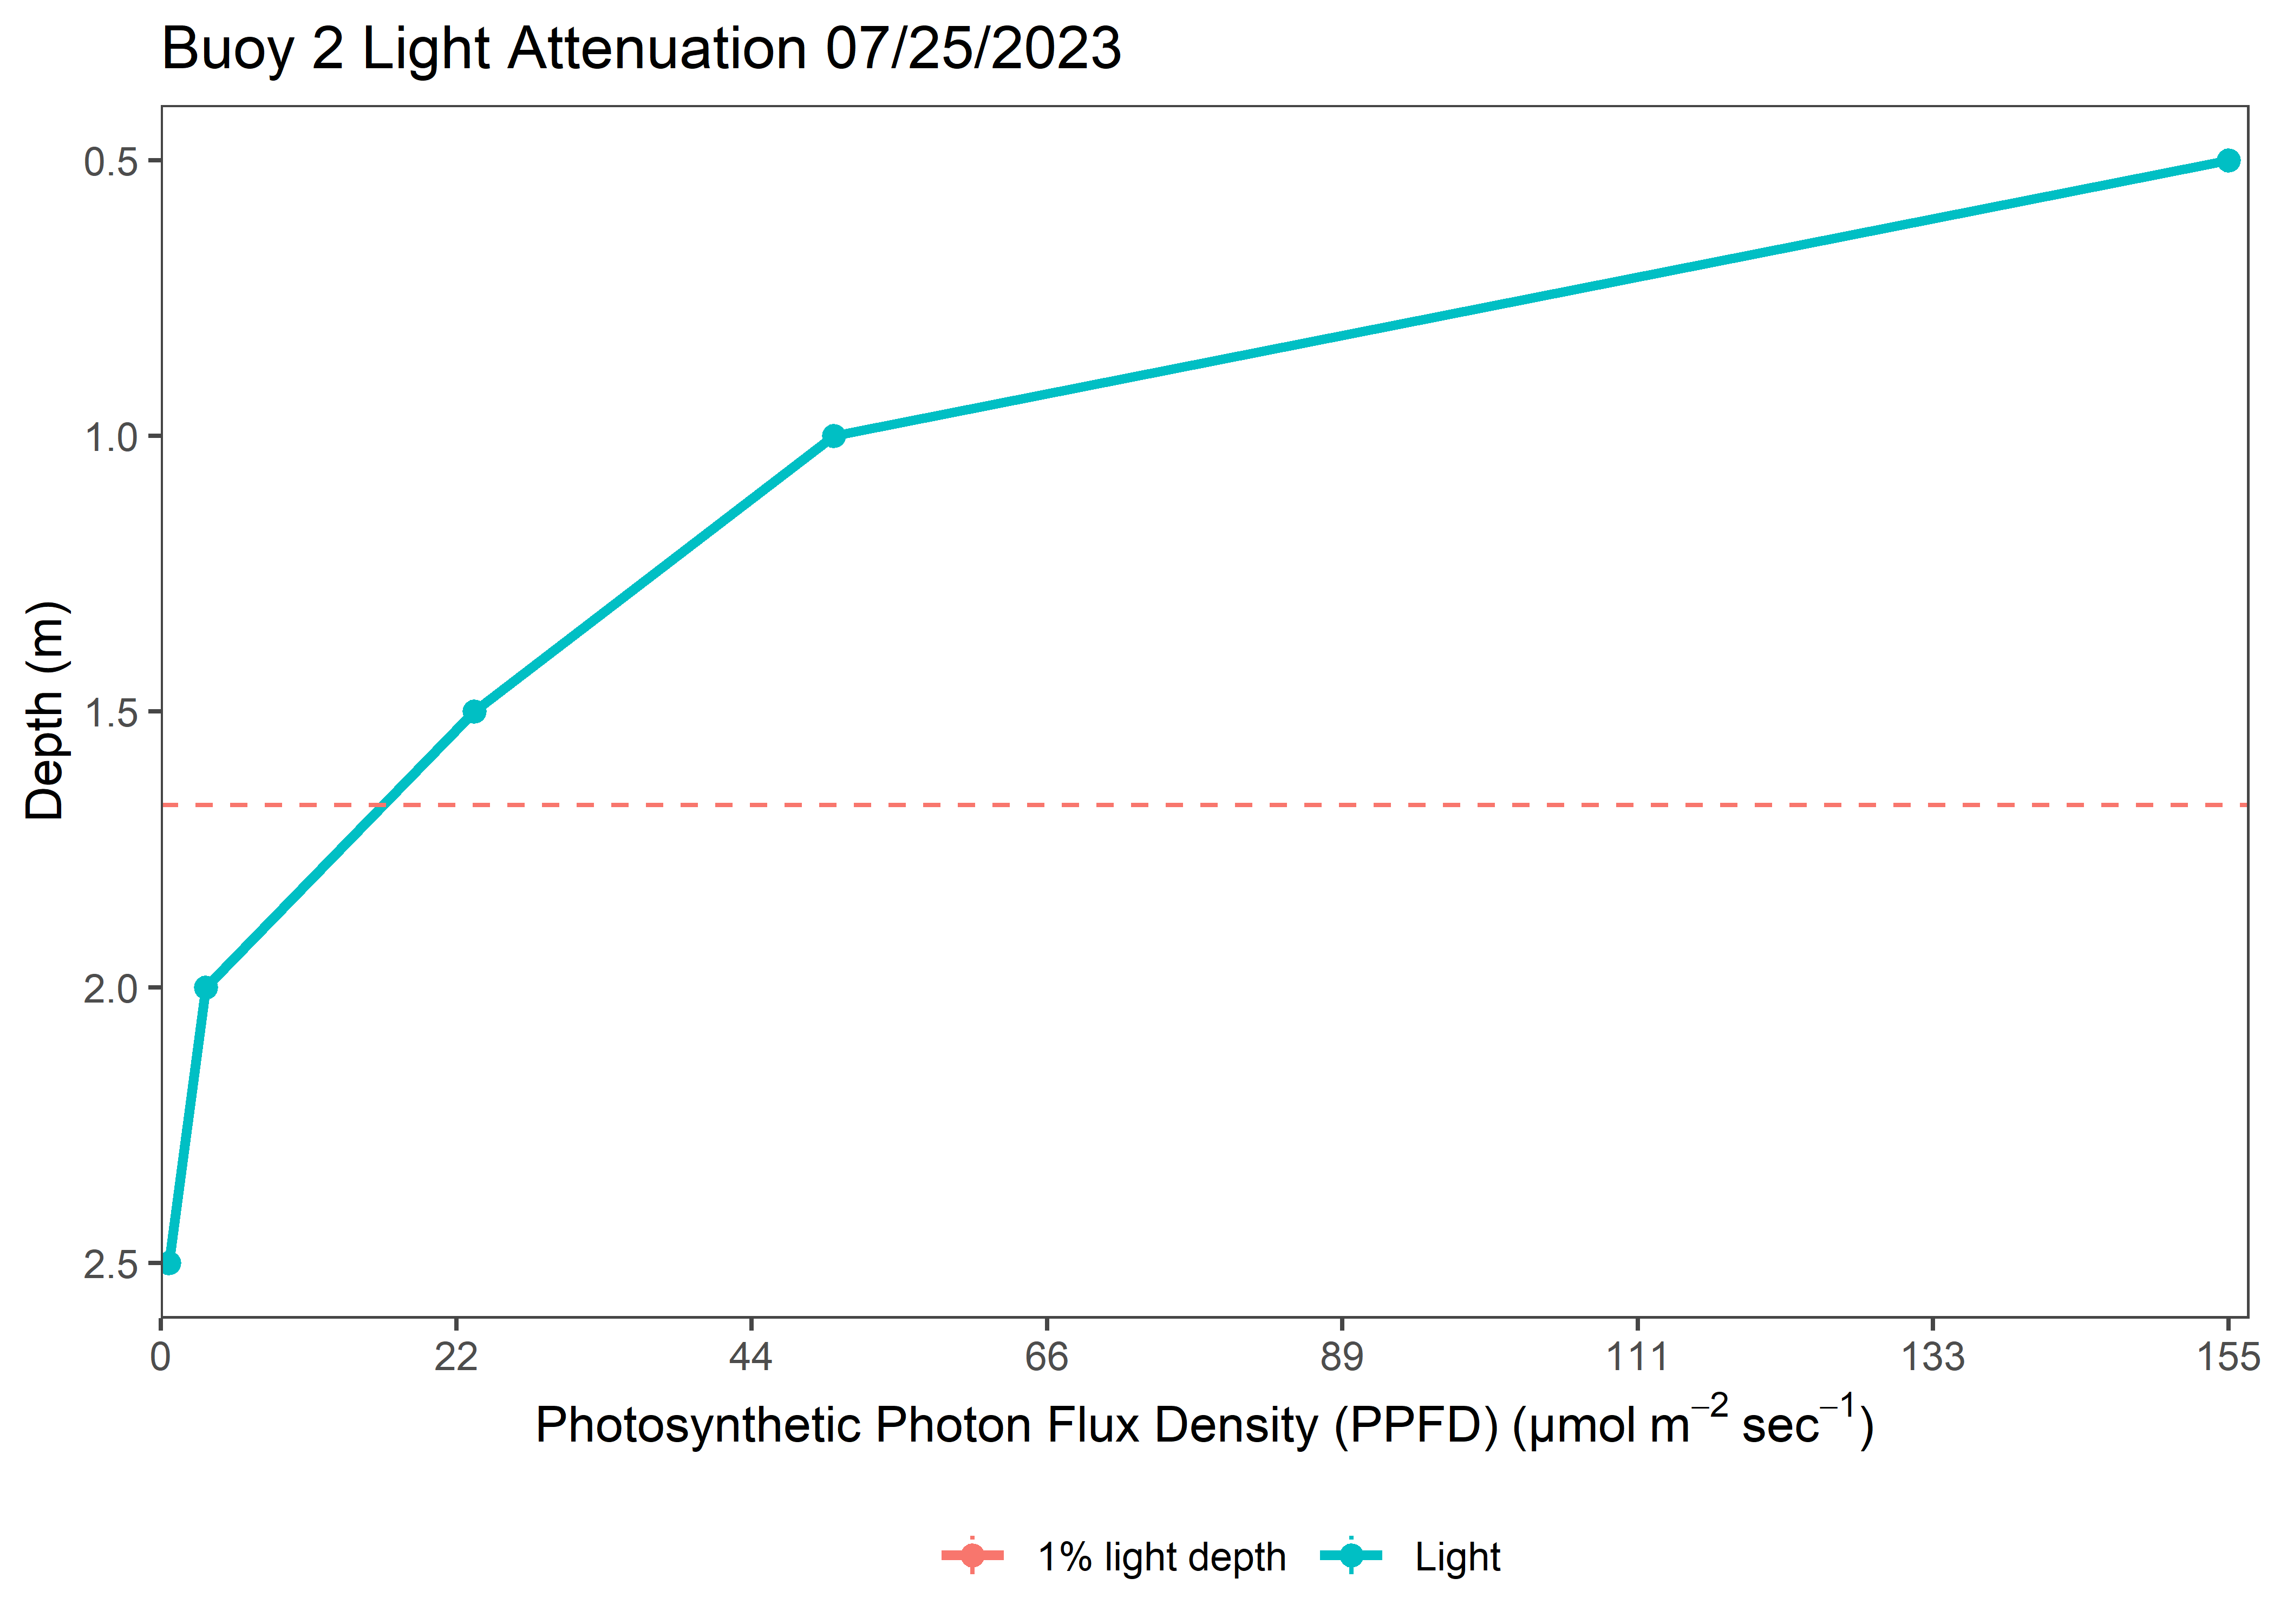 Buoy 2 Light Attenuation 07/25/2023
0.5
1.0
1.5
2.0
2.5
Depth (m)
0 22 44 66 89 111 133 155
Photosynthetic Photon Flux Density (PPFD) (µmol m⁻² sec⁻¹)
1% light depth Light